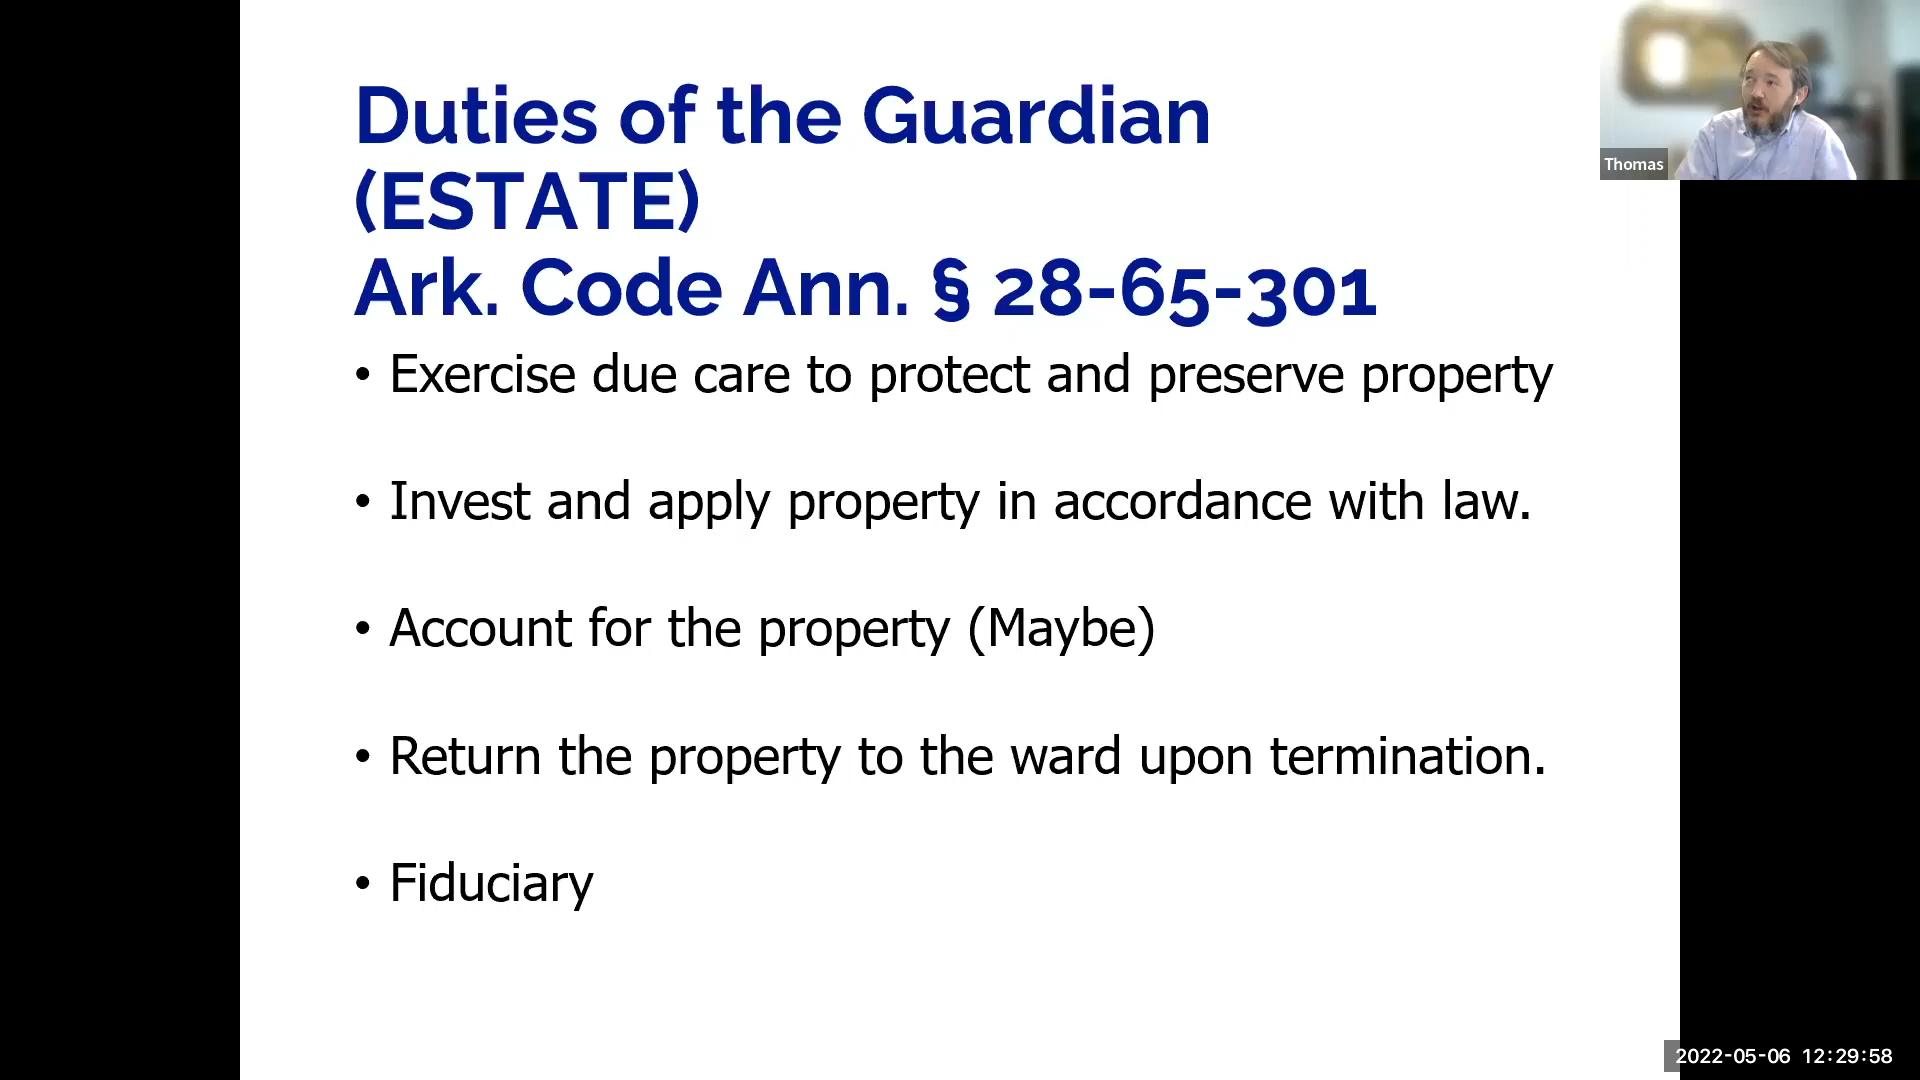 Duties of the Guardian
(ESTATE)
Ark. Code Ann. § 28-65-301
• Exercise due care to protect and preserve property
• Invest and apply property in accordance with law.
• Account for the property (Maybe)
• Return the property to the ward upon termination.
• Fiduciary
Thomas
2022-05-06 12:29:58